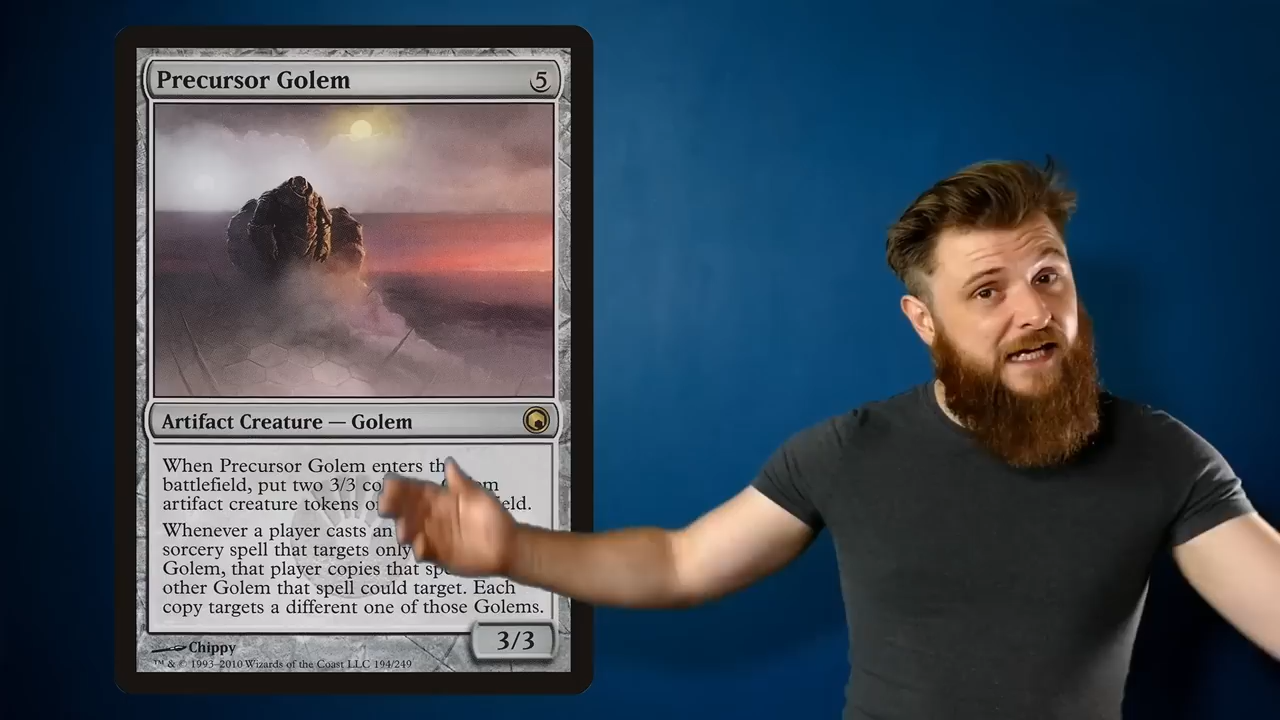 Precursor Golem 5
Artifact Creature — Golem
When Precursor Golem enters
battlefield, put two 3/3
artifact creature tokens
Whenever a player casts an
sorcery spell that targets only
Golem, that player copies that
other Golem that spell could target. Each
copy targets a different one of those Golems.
3/3
Chippy
™ & © 1993–2010 Wizards of the Coast LLC 194/249